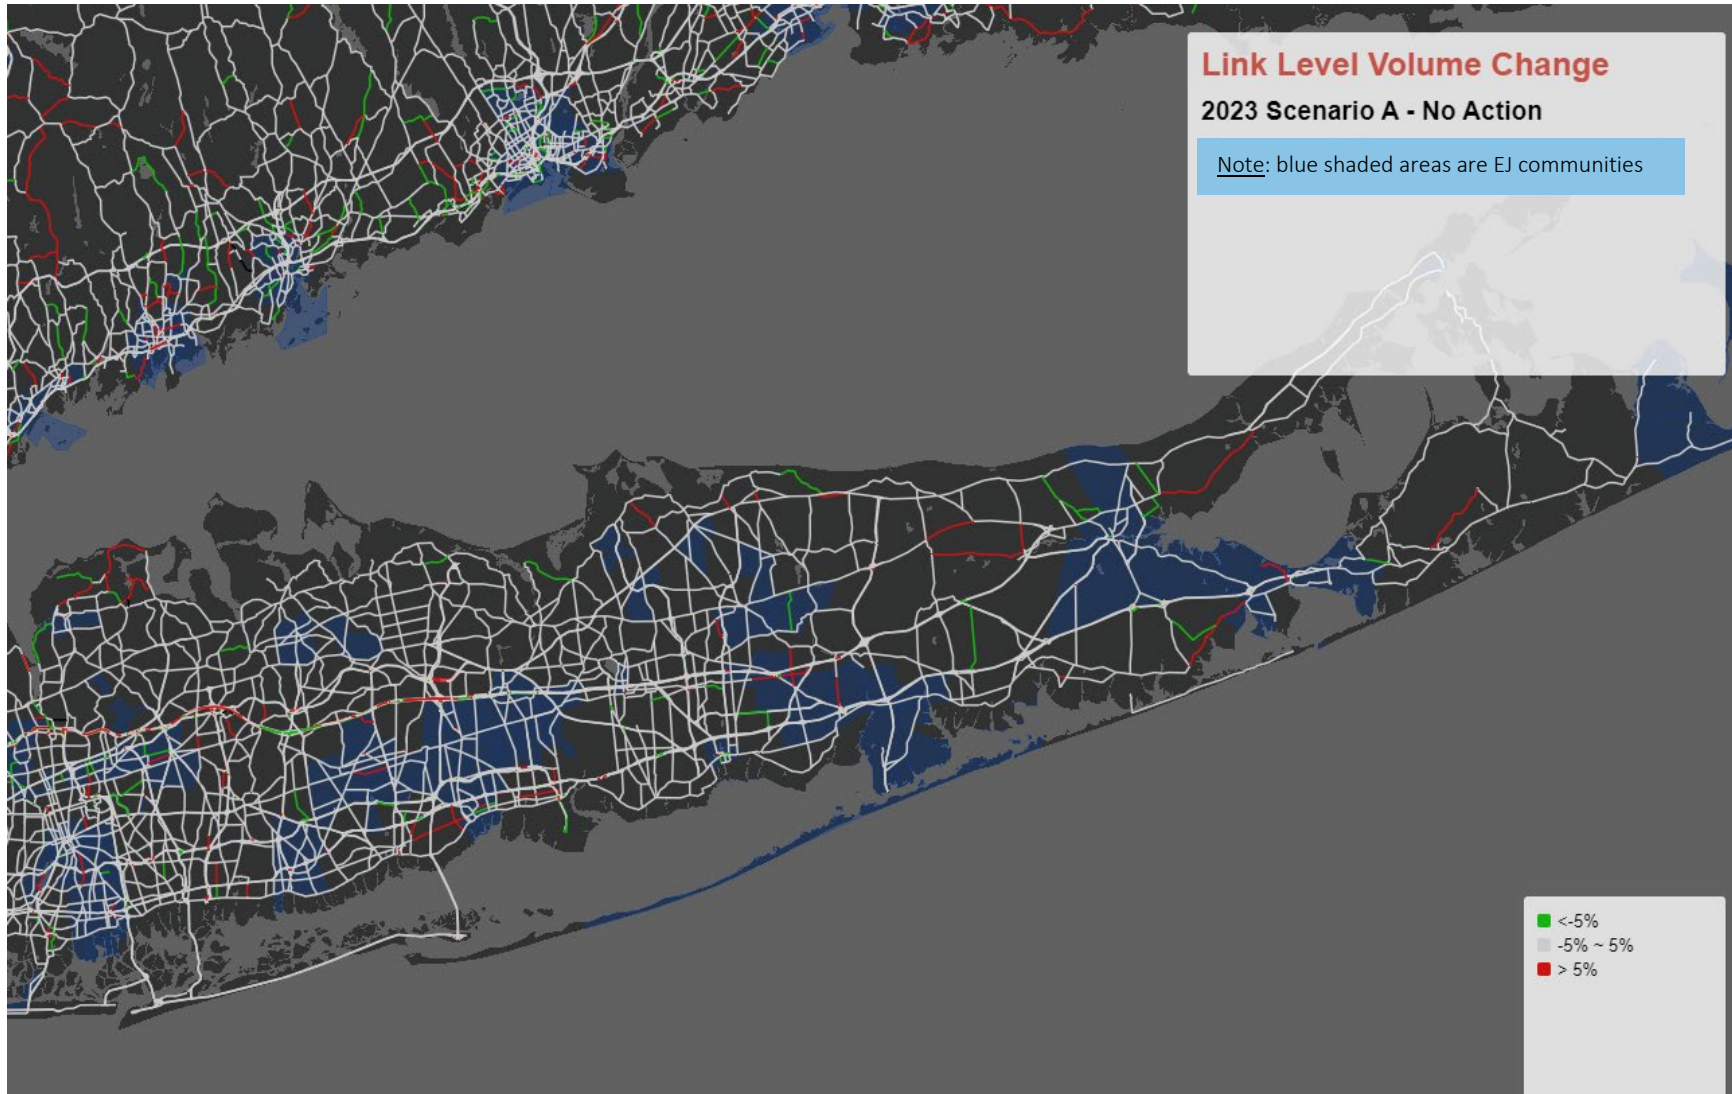 Link Level Volume Change
2023 Scenario A - No Action
Note: blue shaded areas are EJ communities
<-5%
-5% ~ 5%
> 5%